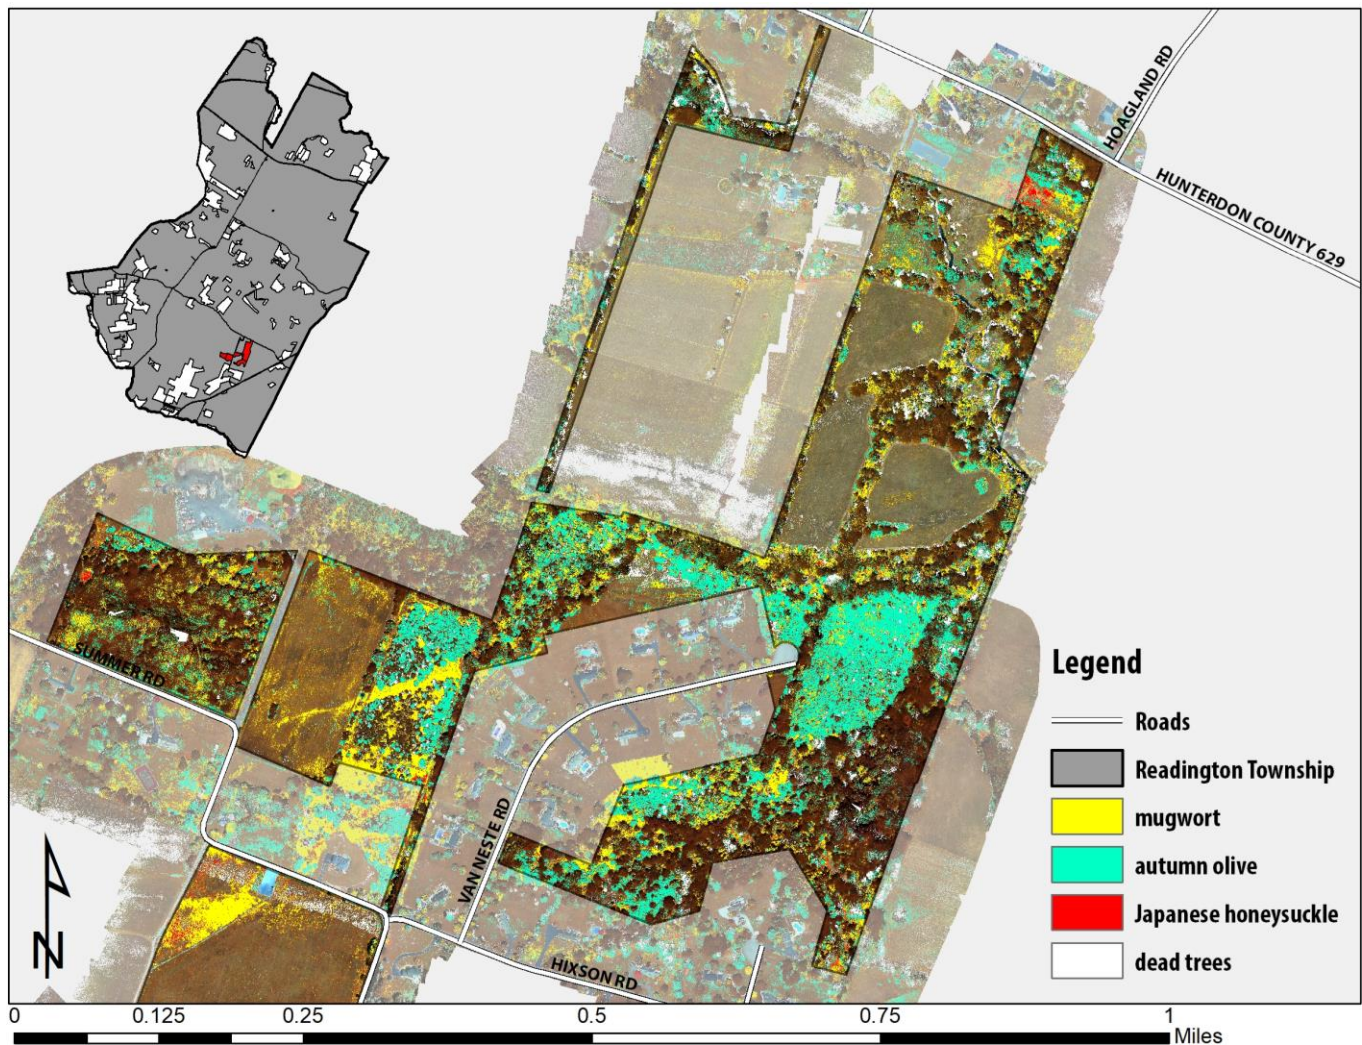 HOAGLAND RD
HUNTERDON COUNTY 629
SUMMER RD
VAN NESTE RD
HIXSON RD
N
Legend
Roads
Readington Township
mugwort
autumn olive
Japanese honeysuckle
dead trees
0 0.125 0.25 0.5 0.75 1
Miles